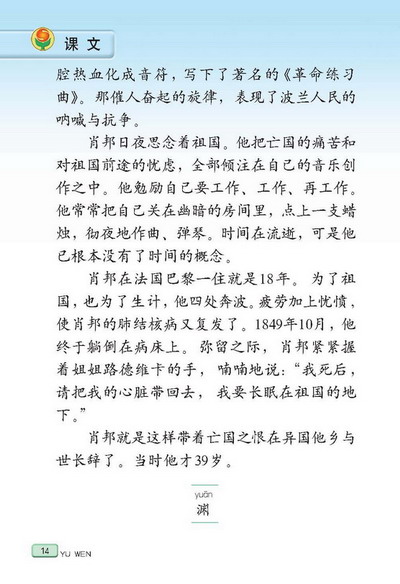 课文
腔热血化成音符，写下了著名的《革命练习
曲》。那催人奋起的旋律，表现了波兰人民的
呐喊与抗争。
肖邦日夜思念着祖国。他把亡国的痛苦和
对祖国前途的忧虑，全部倾注在自己的音乐创
作之中。他勉励自己要工作、工作、再工作。
他常常把自己关在幽暗的房间里，点上一支蜡
烛，彻夜地作曲、弹琴。时间在流逝，可是他
已根本没有了时间的概念。
肖邦在法国巴黎一住就是18年。为了祖
国，也为了生计，他四处奔波。疲劳加上忧愤，
使肖邦的肺结核病又复发了。1849年10月，他
终于躺倒在病床上。弥留之际，肖邦紧紧握
着姐姐路德维卡的手，喃喃地说：“我死后，
请把我的心脏带回去，我要长眠在祖国的地
下。”
肖邦就是这样带着亡国之恨在异国他乡与
世长辞了。当时他才39岁。
yuān
渊
14
YU WEN